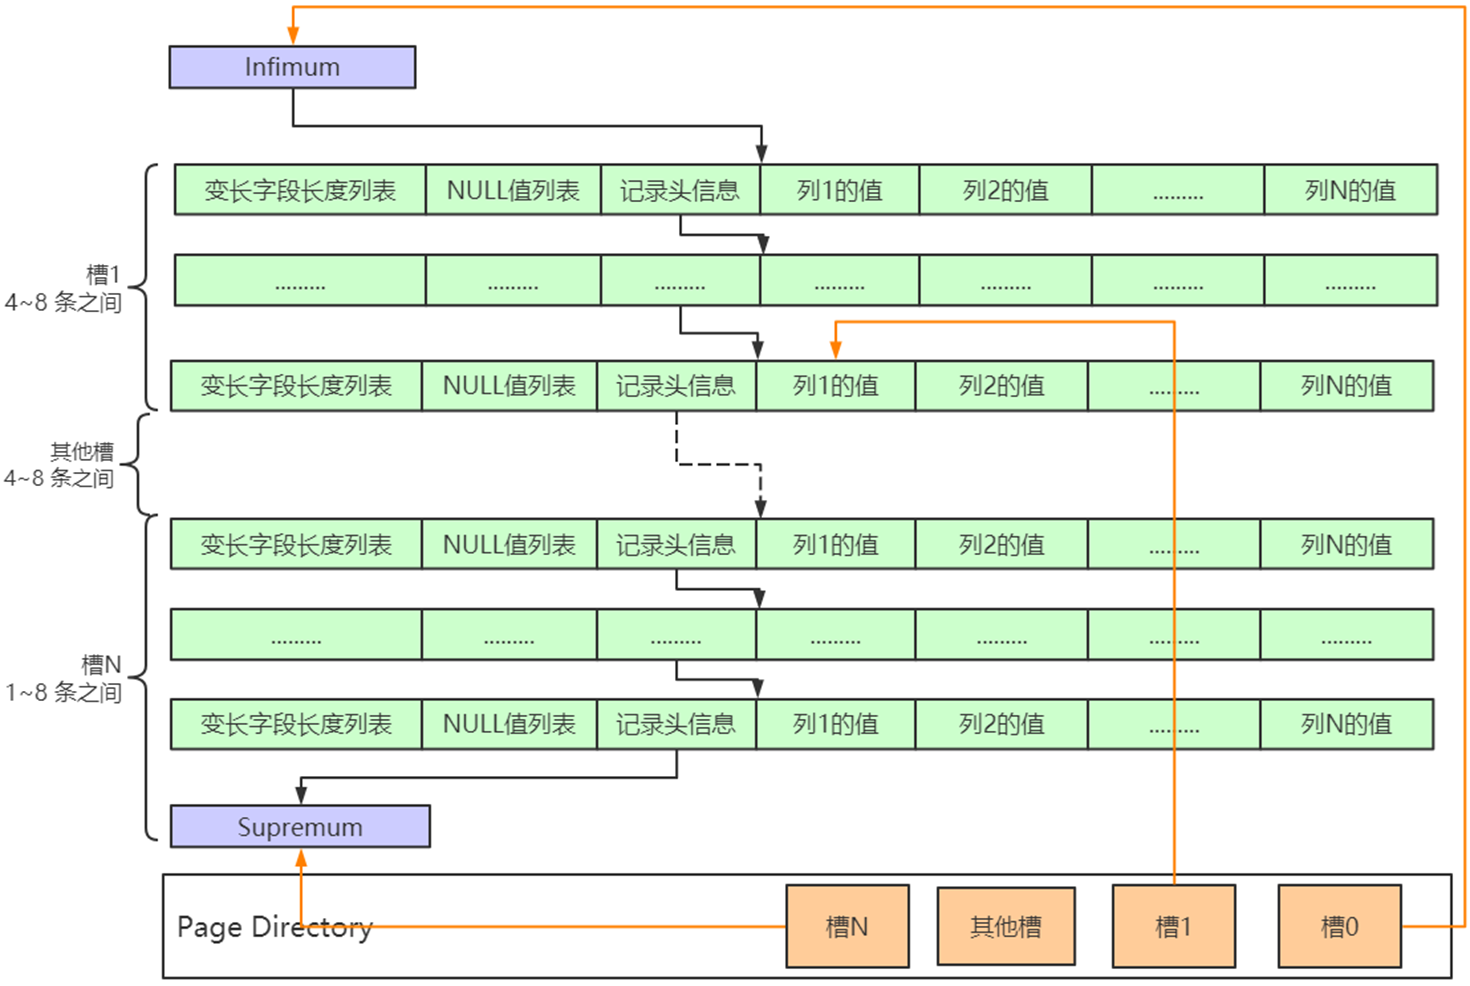 Infimum
变长字段长度列表 NULL值列表 记录头信息 列1的值 列2的值 ......... 列N的值
槽1
4~8 条之间
......... ......... ......... ......... ......... ......... .........
变长字段长度列表 NULL值列表 记录头信息 列1的值 列2的值 ......... 列N的值
其他槽
4~8 条之间
变长字段长度列表 NULL值列表 记录头信息 列1的值 列2的值 ......... 列N的值
......... ......... ......... ......... ......... ......... .........
槽N
1~8 条之间
变长字段长度列表 NULL值列表 记录头信息 列1的值 列2的值 ......... 列N的值
Supremum
Page Directory 槽N 其他槽 槽1 槽0